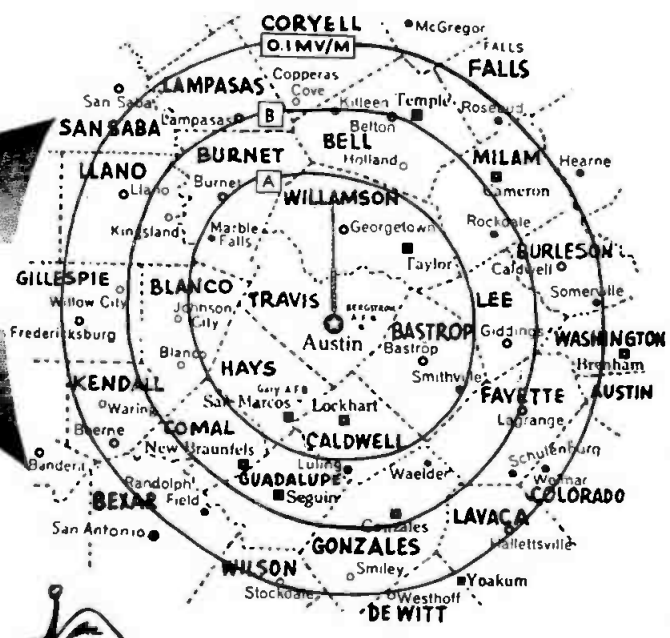 CORYELL
McGregor
0.1MV/M
FALLS
FALLS
LAMPASAS
Copperas
Cove
San Saba
Lampasas
B
Killeen
Temple
Rosebud
SAN SABA
Belton
BELL
BURNET
Holland
MILAM
Hearne
LLANO
Llano
Burnet
A
WILLAMSON
Cameron
Kingsland
Marble
Falls
Georgetown
Rockdale
Taylor
BURLESON
Caldwell
GILLESPIE
Willow City
BLANCO
Johnson
City
TRAVIS
BERGSTROM
A F B
LEE
Somerville
Fredericksburg
Austin
BASTROP
Bastrop
Giddings
WASHINGTON
Brenham
Blanco
HAYS
Smithville
KENDALL
Waring
Gary A F B
San Marcos
Lockhart
FAYETTE
Lagrange
AUSTIN
Boerne
COMAL
New Braunfels
CALDWELL
Luling
Bandera
Randolph
Field
GUADALUPE
Seguin
Waelder
Schulenburg
Weimar
BEXAR
COLORADO
San Antonio
Gonzales
LAVACA
Hallettsville
GONZALES
WILSON
Stockdale
Smiley
Yoakum
Westhoff
DE WITT